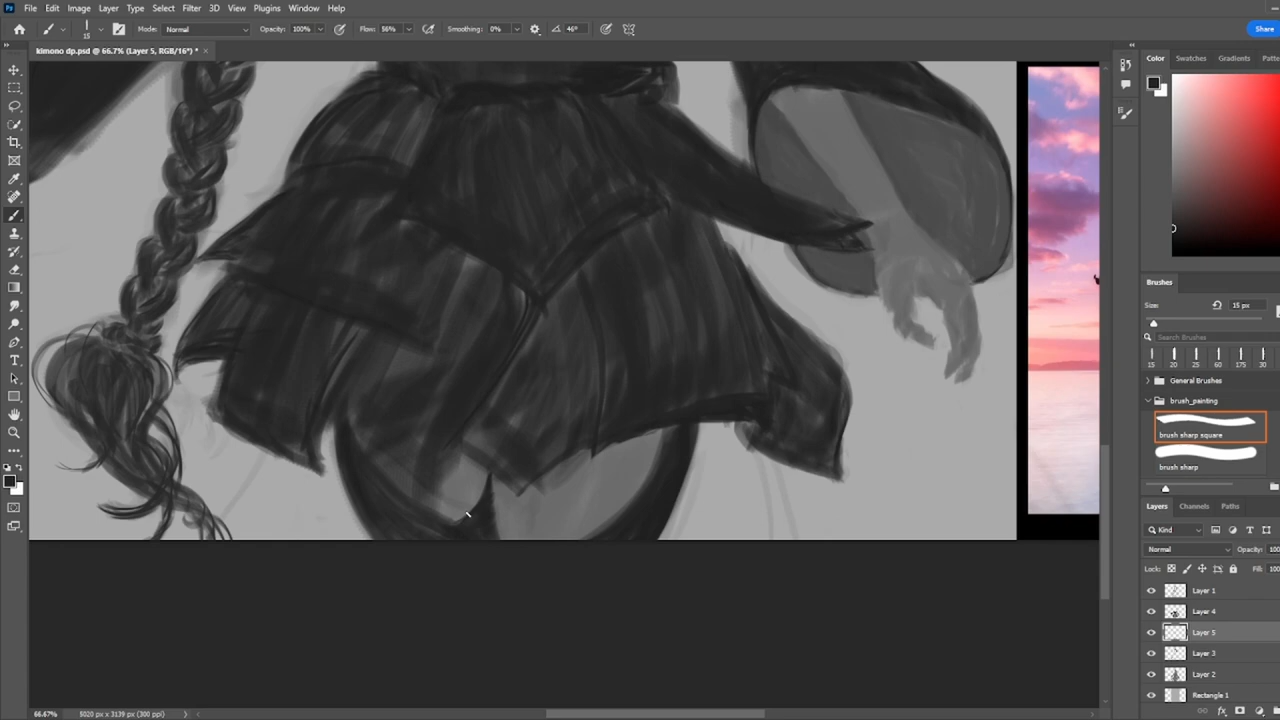 File Edit Image Layer Type Select Filter 3D View Plugins Window Help
15 Mode: Normal Opacity: 100% Flow: 56% Smoothing: 0% 46° Share
kimono dp.psd @ 66.7% (Layer 5, RGB/16*) * ×
Color Swatches Gradients Patte
Brushes
Size: 15 px
Search Brushes
15 20 25 60 175 30
General Brushes
brush_painting
brush sharp square
brush sharp
Layers Channels Paths
Kind
Normal Opacity: 100
Lock: Fill: 100
Layer 1
Layer 4
Layer 5
Layer 3
Layer 2
Rectangle 1
66.67% 5020 px x 3139 px (300 ppi)